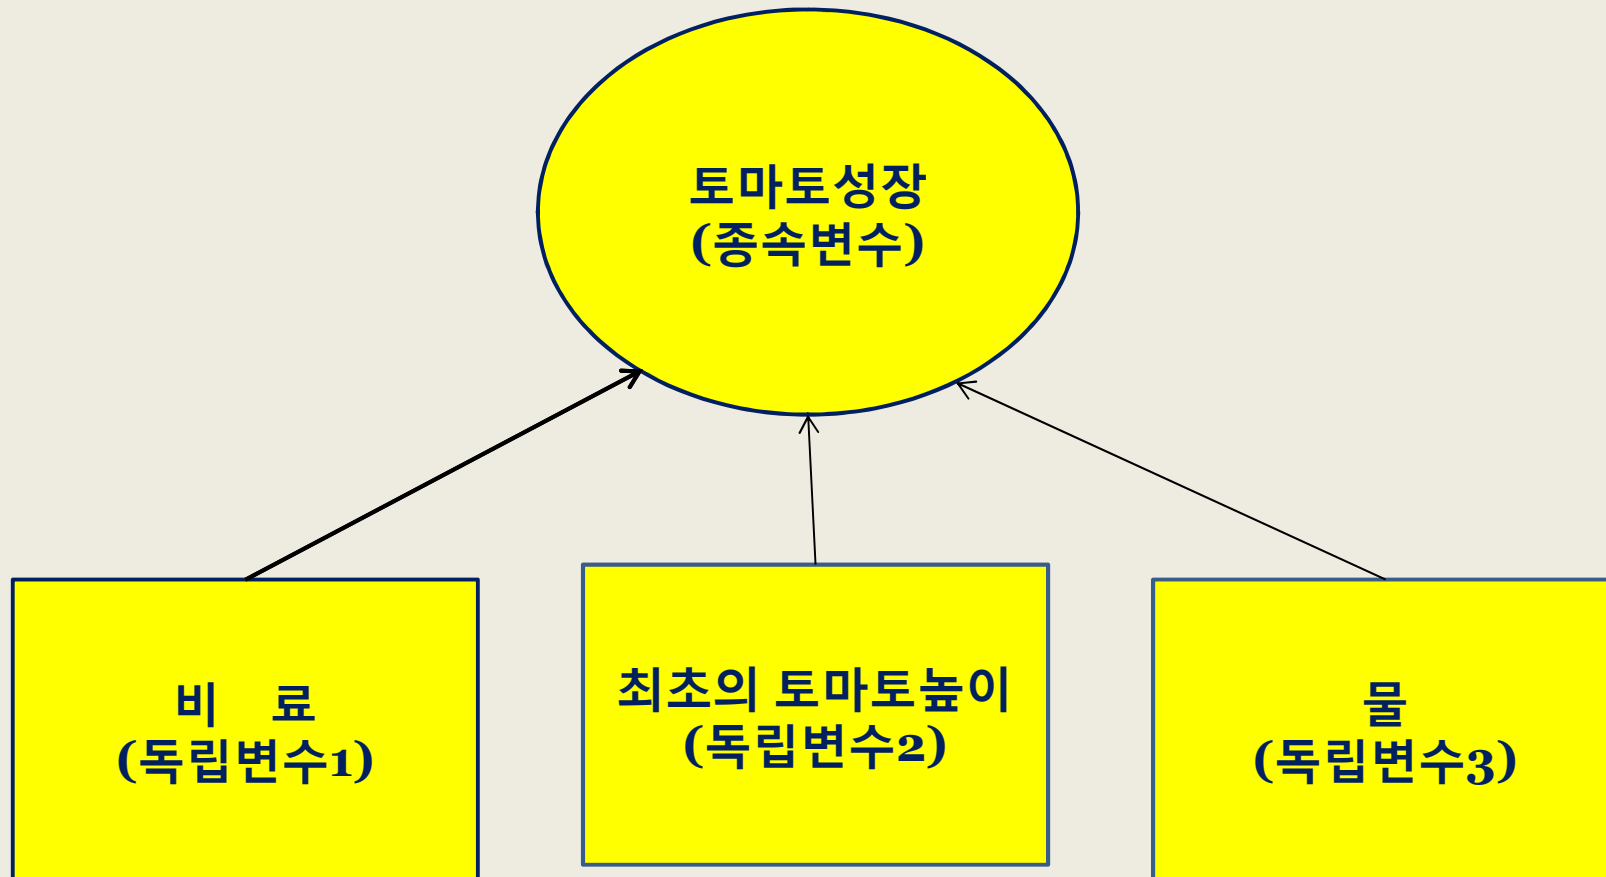 토마토성장
(종속변수)
비 료
(독립변수1)
최초의 토마토높이
(독립변수2)
물
(독립변수3)